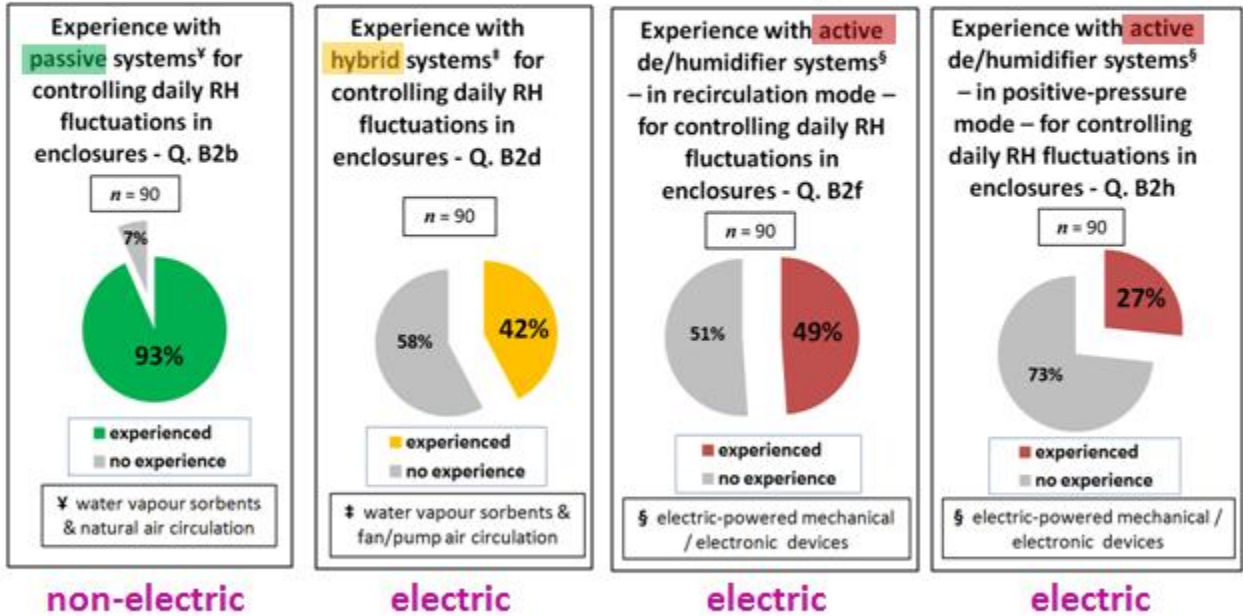 Experience with
passive systems¥ for
controlling daily RH
fluctuations in
enclosures - Q. B2b
n = 90
7%
93%
experienced
no experience
¥ water vapour sorbents
& natural air circulation
non-electric
Experience with
hybrid systems‡ for
controlling daily RH
fluctuations in
enclosures - Q. B2d
n = 90
58%
42%
experienced
no experience
‡ water vapour sorbents &
fan/pump air circulation
electric
Experience with active
de/humidifier systems§
– in recirculation mode –
for controlling daily RH
fluctuations in
enclosures - Q. B2f
n = 90
51%
49%
experienced
no experience
§ electric-powered mechanical
/ electronic devices
electric
Experience with active
de/humidifier systems§
– in positive-pressure
mode – for controlling
daily RH fluctuations in
enclosures - Q. B2h
n = 90
27%
73%
experienced
no experience
§ electric-powered mechanical /
electronic devices
electric